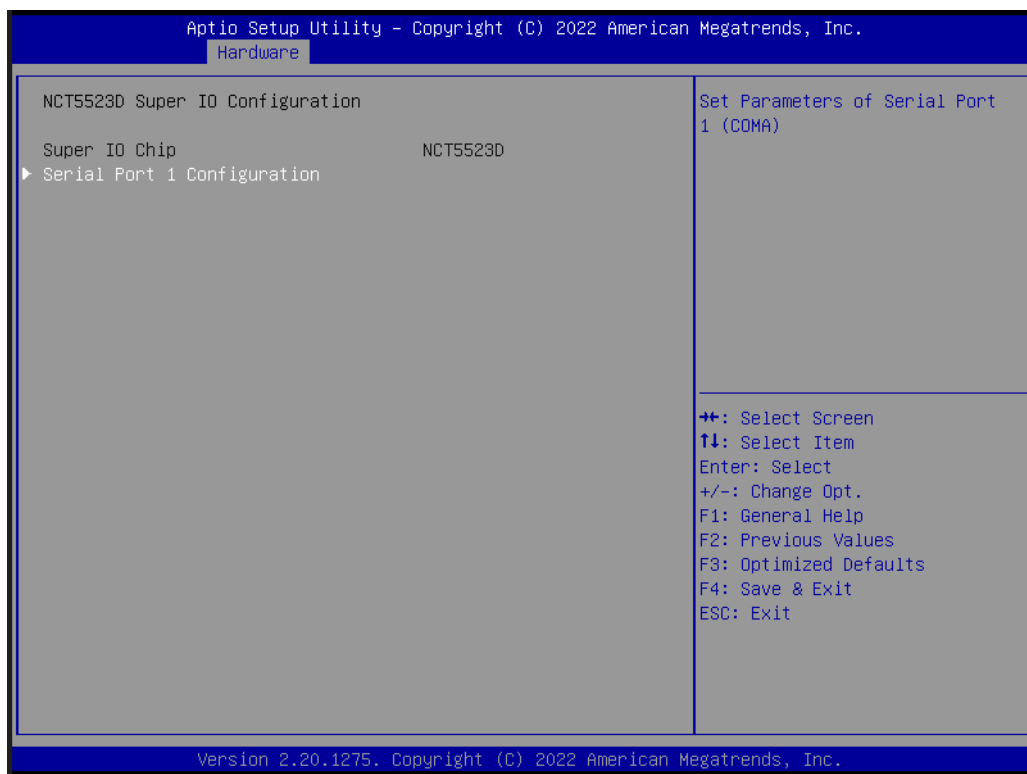 Aptio Setup Utility – Copyright (C) 2022 American Megatrends, Inc.
Hardware
NCT5523D Super IO Configuration
Super IO Chip NCT5523D
▶ Serial Port 1 Configuration
Set Parameters of Serial Port
1 (COMA)
→←: Select Screen
↑↓: Select Item
Enter: Select
+/-: Change Opt.
F1: General Help
F2: Previous Values
F3: Optimized Defaults
F4: Save & Exit
ESC: Exit
Version 2.20.1275. Copyright (C) 2022 American Megatrends, Inc.